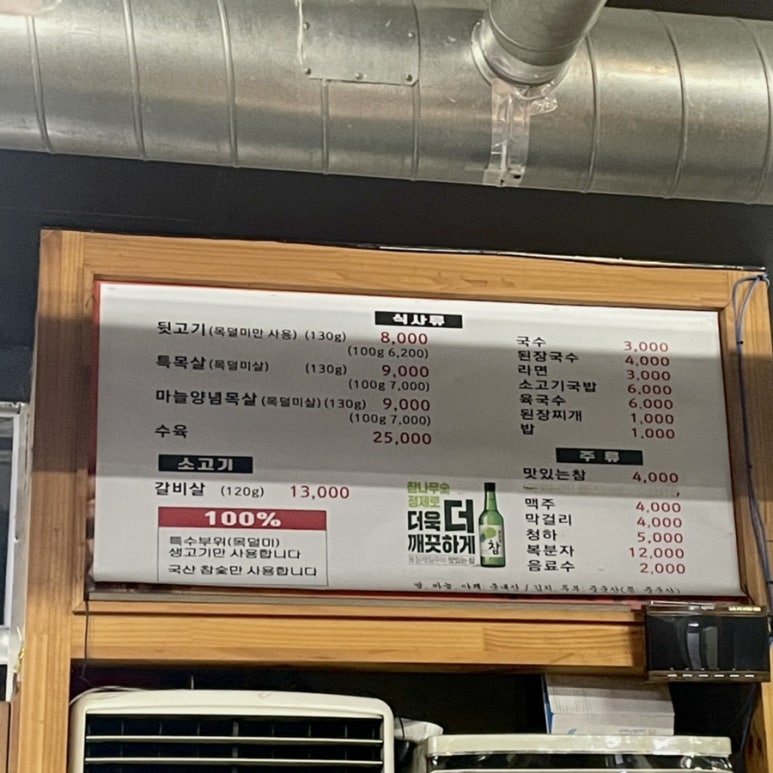 식사류
뒷고기(목덜미만 사용) (130g) 8,000
(100g 6,200)
특목살(목덜미살) (130g) 9,000
(100g 7,000)
마늘양념목살(목덜미살)(130g) 9,000
(100g 7,000)
수육 25,000
소고기
갈비살 (120g) 13,000
100%
특수부위(목덜미)
생고기만 사용합니다
국산 참숯만 사용합니다
국수 3,000
된장국수 4,000
라면 3,000
소고기국밥 6,000
육국수 6,000
된장찌개 1,000
밥 1,000
주류
맛있는참 4,000
맥주 4,000
막걸리 4,000
청하 5,000
복분자 12,000
음료수 2,000
참나무숯
정제로
더욱더
깨끗하게
참